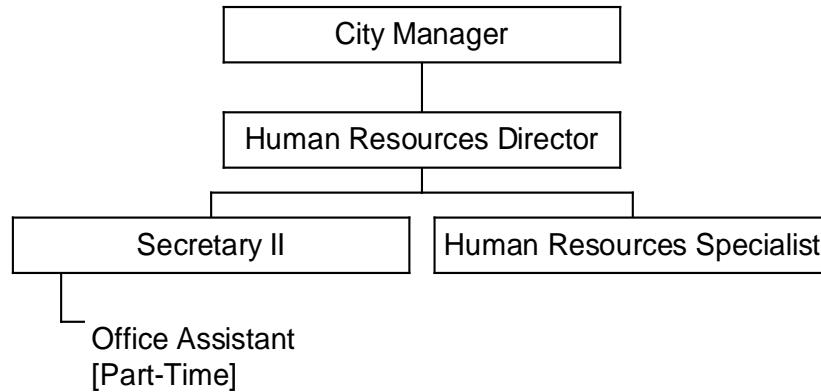 City Manager
Human Resources Director
Secretary II
Human Resources Specialist
Office Assistant
[Part-Time]